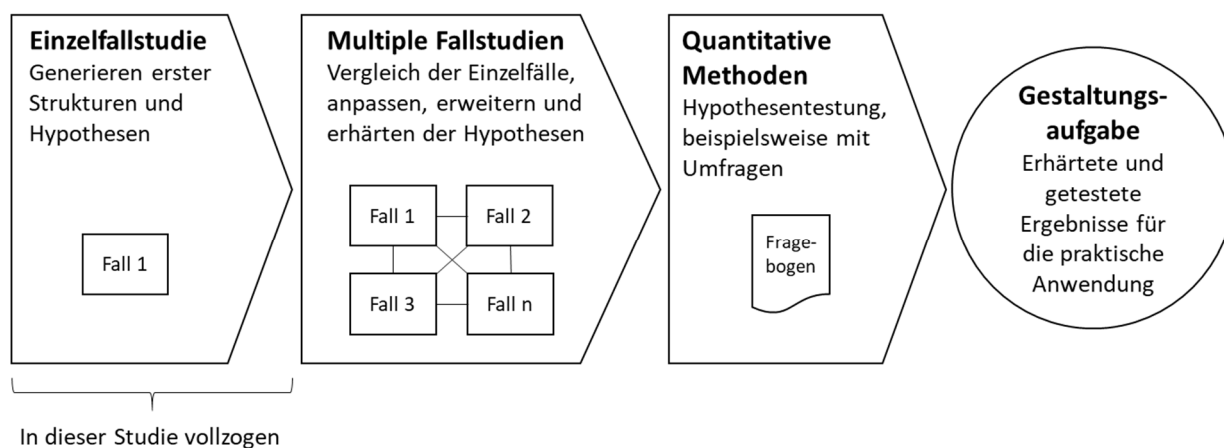 Einzelfallstudie
Generieren erster
Strukturen und
Hypothesen
Fall 1
Multiple Fallstudien
Vergleich der Einzelfälle,
anpassen, erweitern und
erhärten der Hypothesen
Fall 1
Fall 2
Fall 3
Fall n
Quantitative
Methoden
Hypothesentestung,
beispielsweise mit
Umfragen
Frage-
bogen
Gestaltungs-
aufgabe
Erhärtete und
getestete
Ergebnisse für
die praktische
Anwendung
In dieser Studie vollzogen